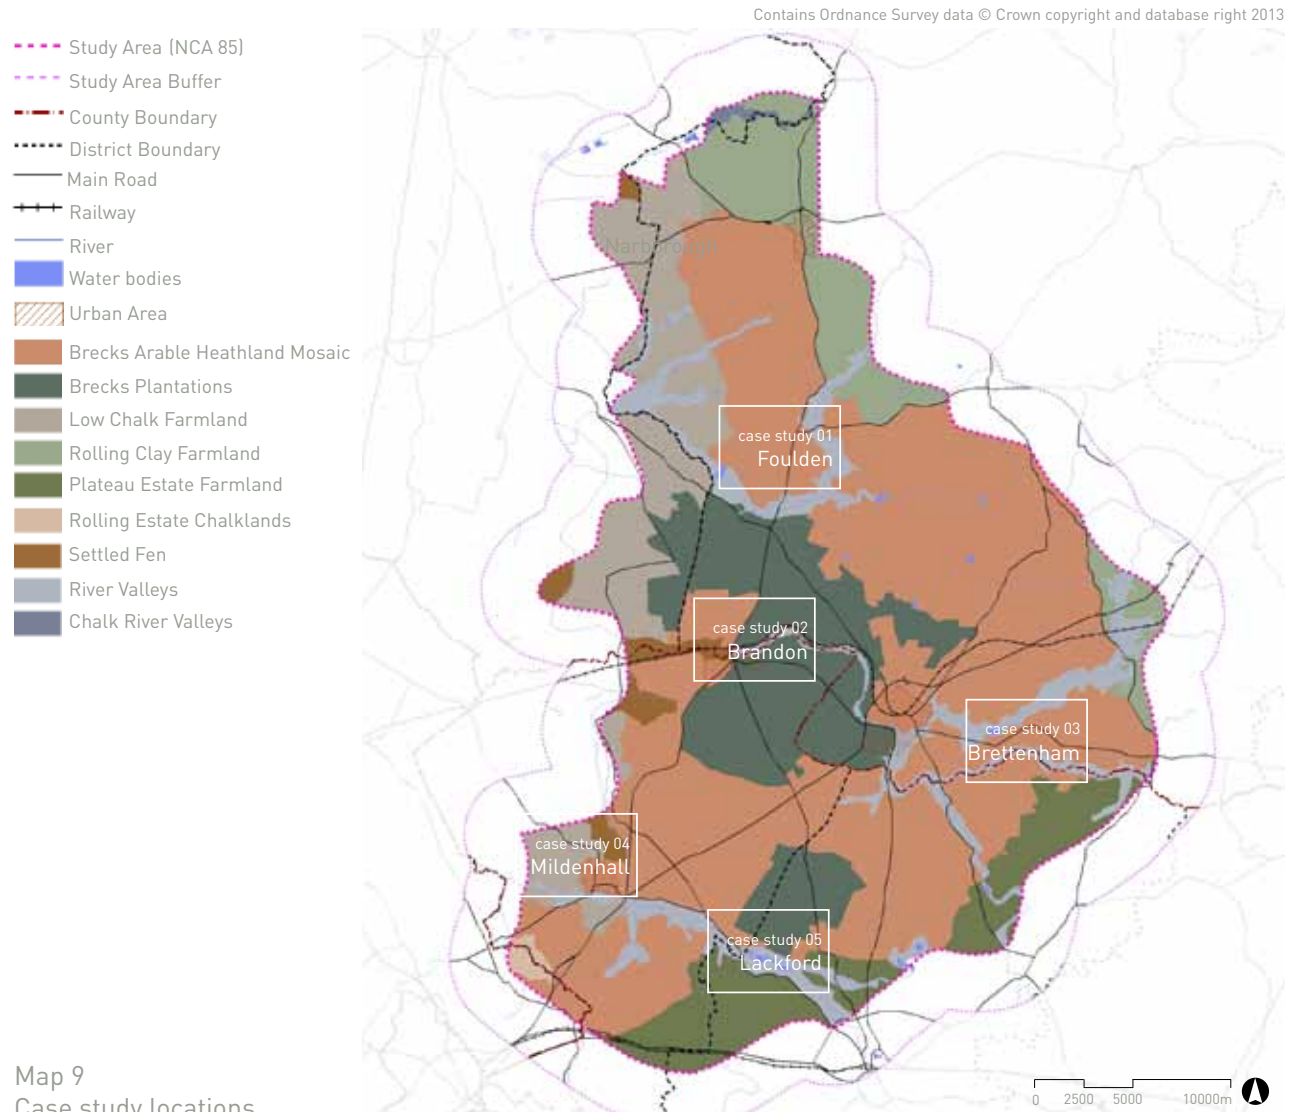 Contains Ordnance Survey data © Crown copyright and database right 2013
Study Area (NCA 85)
Study Area Buffer
County Boundary
District Boundary
Main Road
Railway
River
Water bodies
Urban Area
Brecks Arable Heathland Mosaic
Brecks Plantations
Low Chalk Farmland
Rolling Clay Farmland
Plateau Estate Farmland
Rolling Estate Chalklands
Settled Fen
River Valleys
Chalk River Valleys
Narborough
case study 01
Foulden
case study 02
Brandon
case study 03
Brettenham
case study 04
Mildenhall
case study 05
Lackford
Map 9
Case study locations
0 2500 5000 10000m